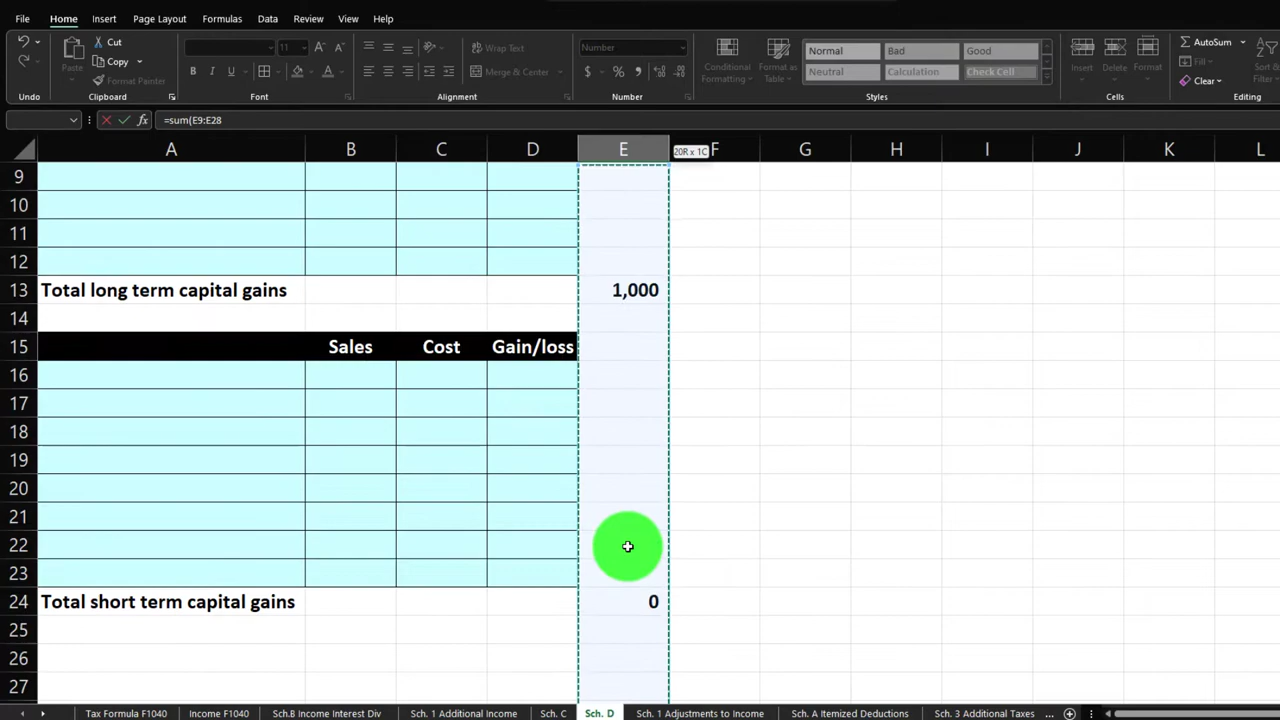 File Home Insert Page Layout Formulas Data Review View Help
Cut
Copy
Format Painter
Paste
11
Wrap Text
Merge & Center
Number
Conditional Formatting
Format as Table
Normal Bad Good
Neutral Calculation Check Cell
Insert Delete Format
AutoSum
Fill
Clear
Sort
Undo Clipboard Font Alignment Number Styles Cells Editing
=sum(E9:E28
A B C D E 20R x 1C F G H I J K L
9
10
11
12
13 Total long term capital gains 1,000
14
15 Sales Cost Gain/loss
16
17
18
19
20
21
22
23
24 Total short term capital gains 0
25
26
27
Tax Formula F1040 Income F1040 Sch.B Income Interest Div Sch. 1 Additional Income Sch. C Sch. D Sch. 1 Adjustments to Income Sch. A Itemized Deductions Sch. 3 Additional Taxes ...